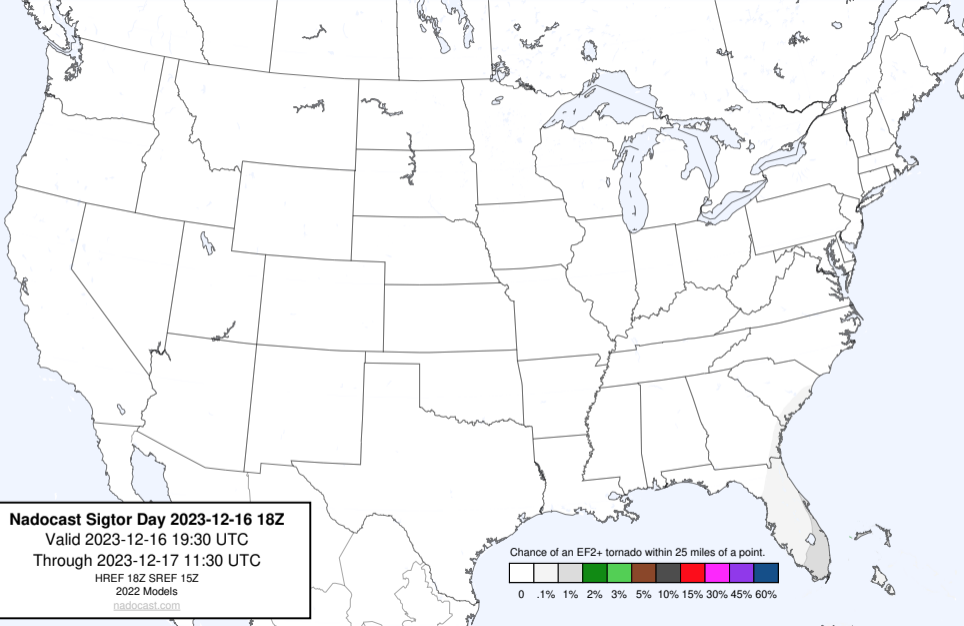 Nadocast Sigtor Day 2023-12-16 18Z
Valid 2023-12-16 19:30 UTC
Through 2023-12-17 11:30 UTC
HREF 18Z SREF 15Z
2022 Models
nadocast.com
Chance of an EF2+ tornado within 25 miles of a point.
0 .1% 1% 2% 3% 5% 10% 15% 30% 45% 60%